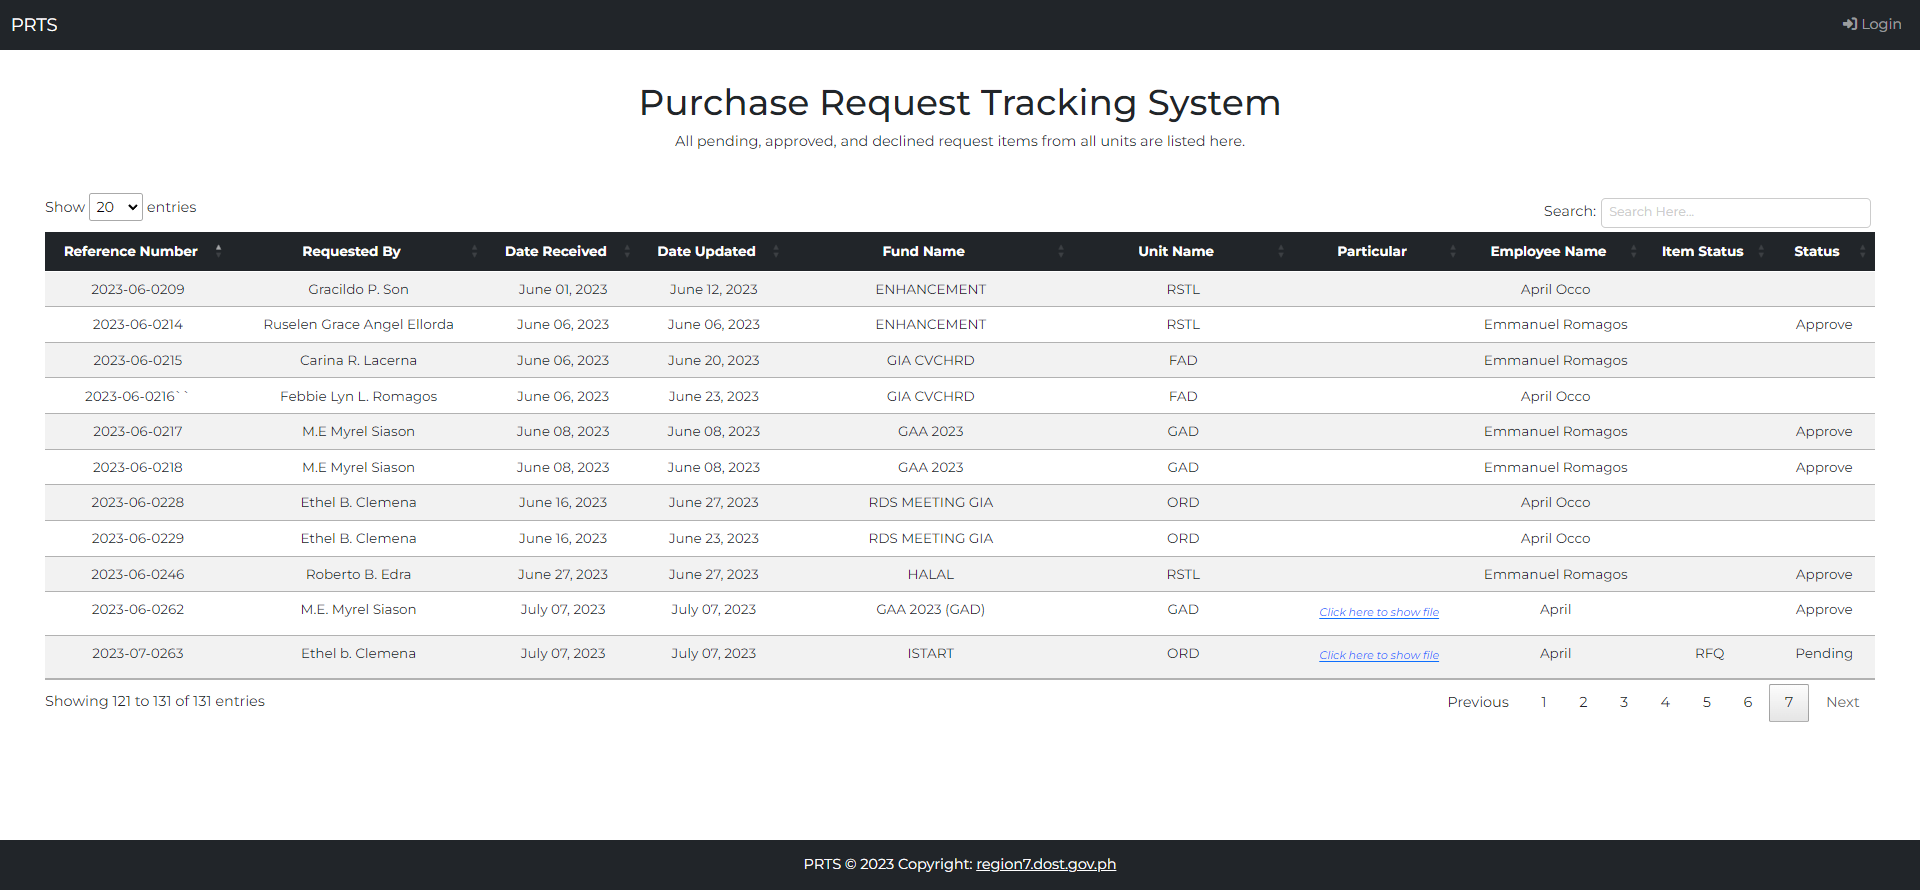 PRTS
Login
Purchase Request Tracking System
All pending, approved, and declined request items from all units are listed here.
Show 20 entries
Search: Search Here...
Reference Number Requested By Date Received Date Updated Fund Name Unit Name Particular Employee Name Item Status Status
2023-06-0209 Gracildo P. Son June 01, 2023 June 12, 2023 ENHANCEMENT RSTL April Occo
2023-06-0214 Ruselen Grace Angel Ellorda June 06, 2023 June 06, 2023 ENHANCEMENT RSTL Emmanuel Romagos Approve
2023-06-0215 Carina R. Lacerna June 06, 2023 June 20, 2023 GIA CVCHRD FAD Emmanuel Romagos
2023-06-0216`` Febbie Lyn L. Romagos June 06, 2023 June 23, 2023 GIA CVCHRD FAD April Occo
2023-06-0217 M.E Myrel Siason June 08, 2023 June 08, 2023 GAA 2023 GAD Emmanuel Romagos Approve
2023-06-0218 M.E Myrel Siason June 08, 2023 June 08, 2023 GAA 2023 GAD Emmanuel Romagos Approve
2023-06-0228 Ethel B. Clemena June 16, 2023 June 27, 2023 RDS MEETING GIA ORD April Occo
2023-06-0229 Ethel B. Clemena June 16, 2023 June 23, 2023 RDS MEETING GIA ORD April Occo
2023-06-0246 Roberto B. Edra June 27, 2023 June 27, 2023 HALAL RSTL Emmanuel Romagos Approve
2023-06-0262 M.E. Myrel Siason July 07, 2023 July 07, 2023 GAA 2023 (GAD) GAD Click here to show file April Approve
2023-07-0263 Ethel b. Clemena July 07, 2023 July 07, 2023 ISTART ORD Click here to show file April RFQ Pending
Showing 121 to 131 of 131 entries
Previous 1 2 3 4 5 6 7 Next
PRTS © 2023 Copyright: region7.dost.gov.ph